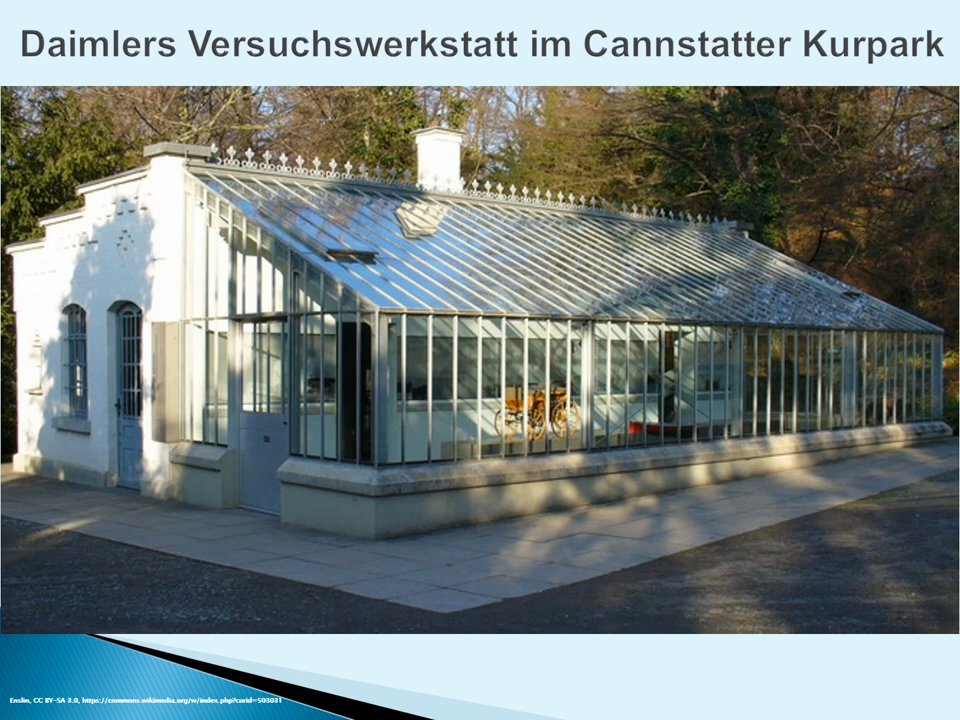 Daimlers Versuchswerkstatt im Cannstatter Kurpark
Enslin, CC BY-SA 3.0, https://commons.wikimedia.org/w/index.php?curid=503031